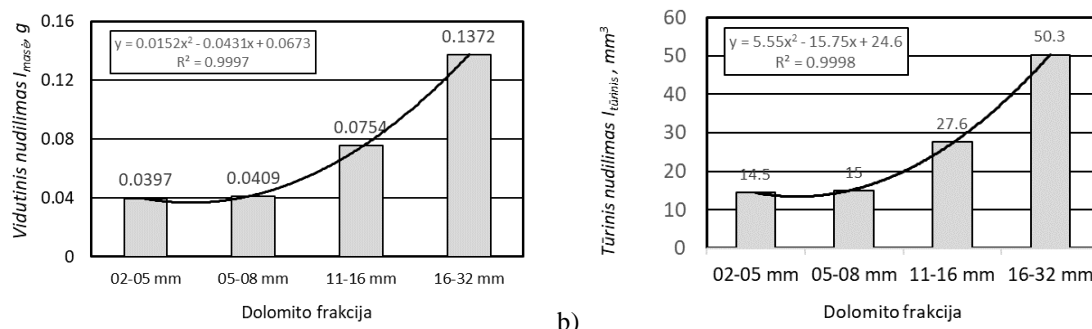 Vidutinis nudilimas I masė, g
0.16
0.12
0.08
0.04
0
y = 0.0152x² - 0.0431x + 0.0673
R² = 0.9997
0.0397
0.0409
0.0754
0.1372
02-05 mm 05-08 mm 11-16 mm 16-32 mm
Dolomito frakcija
b)
Tūrinis nudilimas I tūrinis, mm³
60
50
40
30
20
10
0
y = 5.55x² - 15.75x + 24.6
R² = 0.9998
14.5
15
27.6
50.3
02-05 mm 05-08 mm 11-16 mm 16-32 mm
Dolomito frakcija